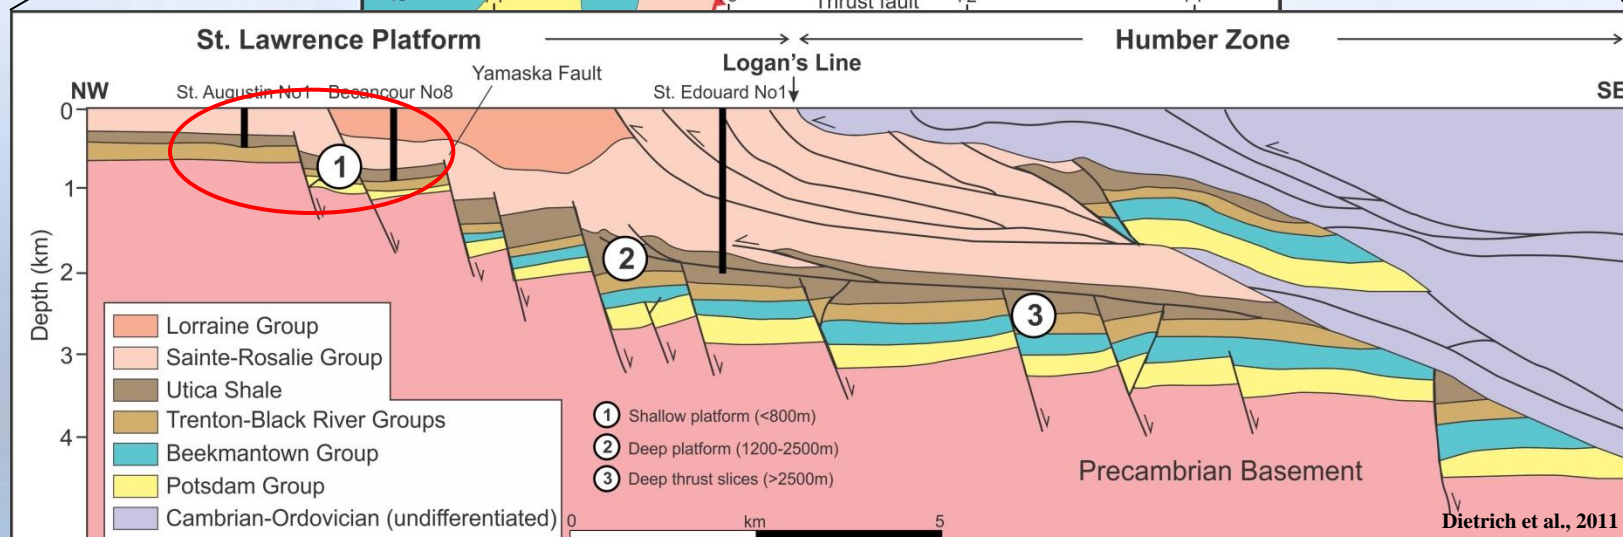 Thrust fault
St. Lawrence Platform
Humber Zone
Logan's Line
Yamaska Fault
NW
St. Augustin No1
Becancour No8
St. Edouard No1
SE
Depth (km)
0
1
2
3
4
1
2
3
Lorraine Group
Sainte-Rosalie Group
Utica Shale
Trenton-Black River Groups
Beekmantown Group
Potsdam Group
Cambrian-Ordovician (undifferentiated)
1 Shallow platform (<800m)
2 Deep platform (1200-2500m)
3 Deep thrust slices (>2500m)
Precambrian Basement
0 km 5
Dietrich et al., 2011